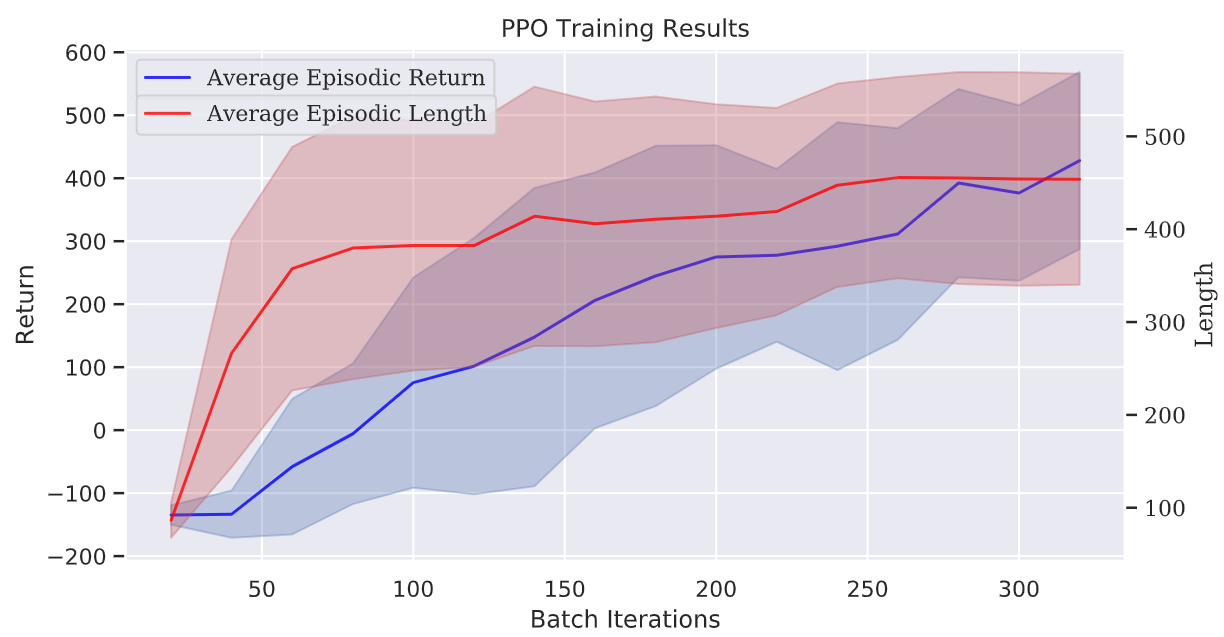 PPO Training Results
600
500
400
300
200
100
0
−100
−200
Return
Average Episodic Return
Average Episodic Length
500
400
300
200
100
Length
50 100 150 200 250 300
Batch Iterations